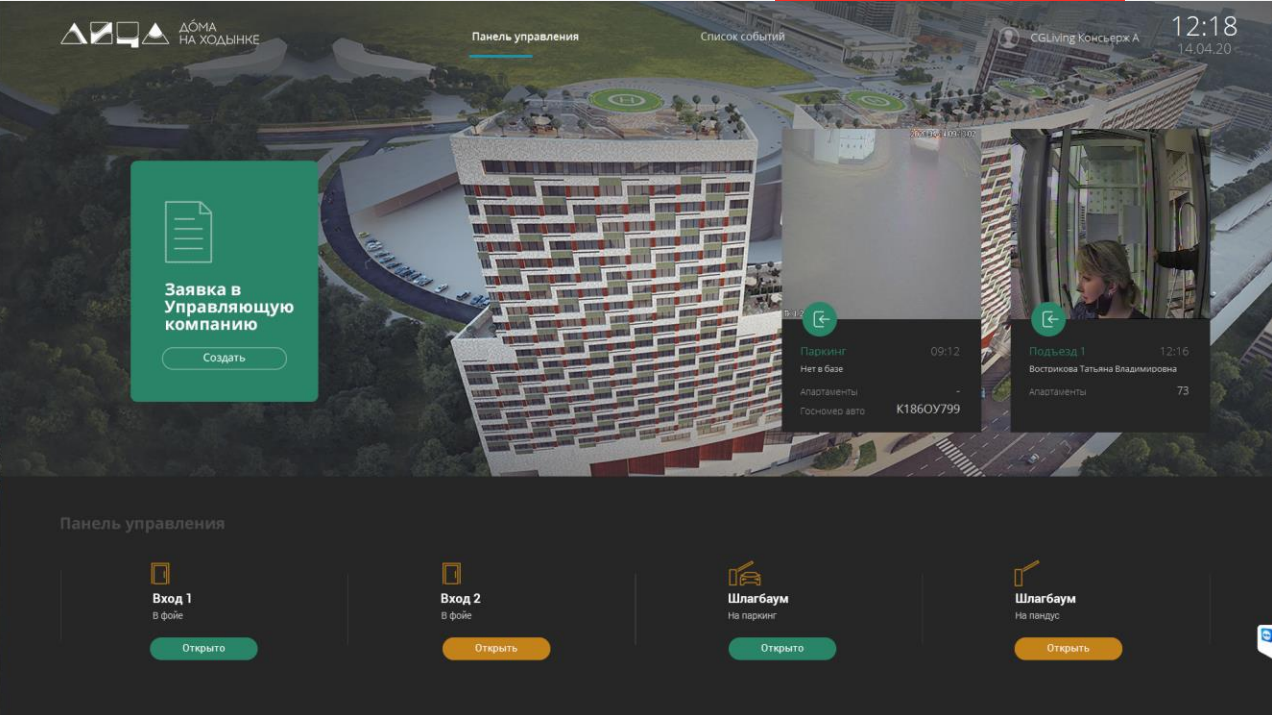 ЛИЦА ДÓМА
НА ХОДЫНКЕ
Панель управления
Список событий
CGLiving Консьерж А
12:18
14.04.20
Заявка в
Управляющую
компанию
Создать
Паркинг 09:12
Нет в базе
Апартаменты -
Госномер авто К186ОУ799
Подъезд 1 12:16
Вострикова Татьяна Владимировна
Апартаменты 73
Панель управления
Вход 1
В фойе
Открыто
Вход 2
В фойе
Открыть
Шлагбаум
На паркинг
Открыто
Шлагбаум
На пандус
Открыть